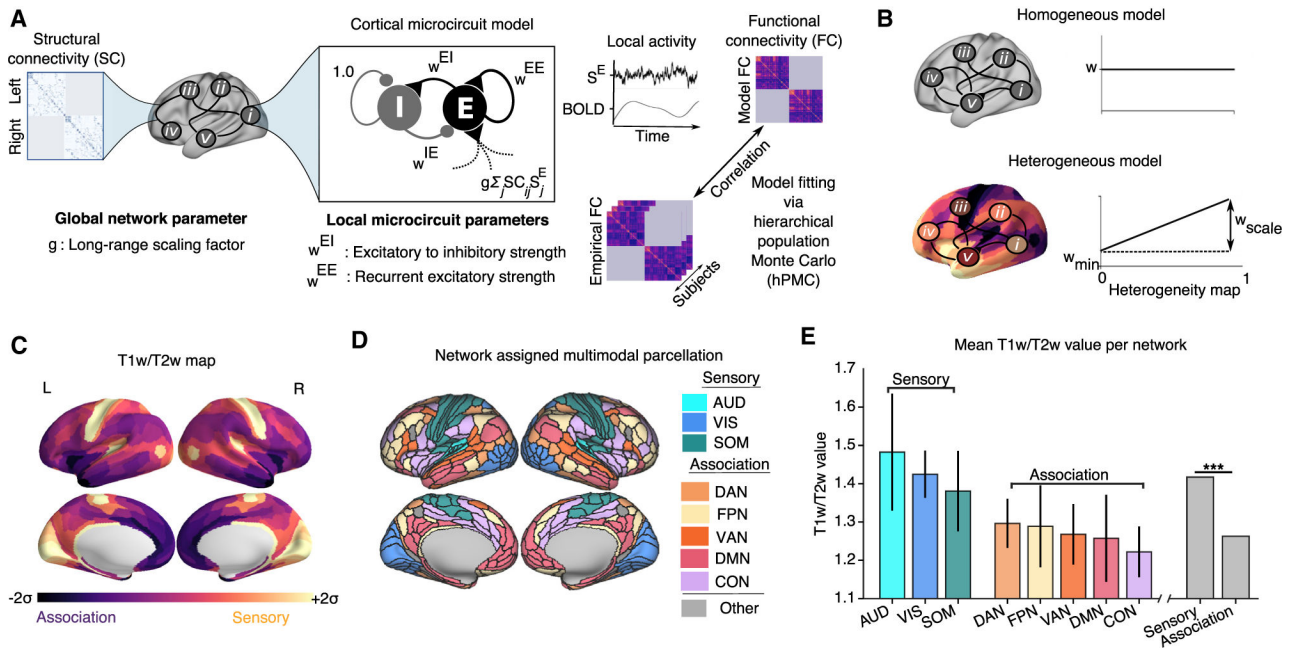 A
Structural
connectivity (SC)
Left
Right
iii
ii
i
iv
v
Cortical microcircuit model
1.0
w^EI
w^EE
I
E
w^IE
gΣ_j SC_ij S_j^E
Local activity
S^E
BOLD
Time
Functional
connectivity (FC)
Model FC
Correlation
Empirical FC
Subjects
Model fitting
via
hierarchical
population
Monte Carlo
(hPMC)
Global network parameter
g : Long-range scaling factor
Local microcircuit parameters
w^EI : Excitatory to inhibitory strength
w^EE : Recurrent excitatory strength
B
Homogeneous model
iii
ii
iv
i
v
w
Heterogeneous model
iii
ii
iv
i
v
w_scale
w_min
0
1
Heterogeneity map
C
T1w/T2w map
L
R
-2σ
+2σ
Association
Sensory
D
Network assigned multimodal parcellation
Sensory
AUD
VIS
SOM
Association
DAN
FPN
VAN
DMN
CON
Other
E
Mean T1w/T2w value per network
T1w/T2w value
1.7
1.6
1.5
1.4
1.3
1.2
1.1
Sensory
Association
***
AUD
VIS
SOM
DAN
FPN
VAN
DMN
CON
Sensory
Association